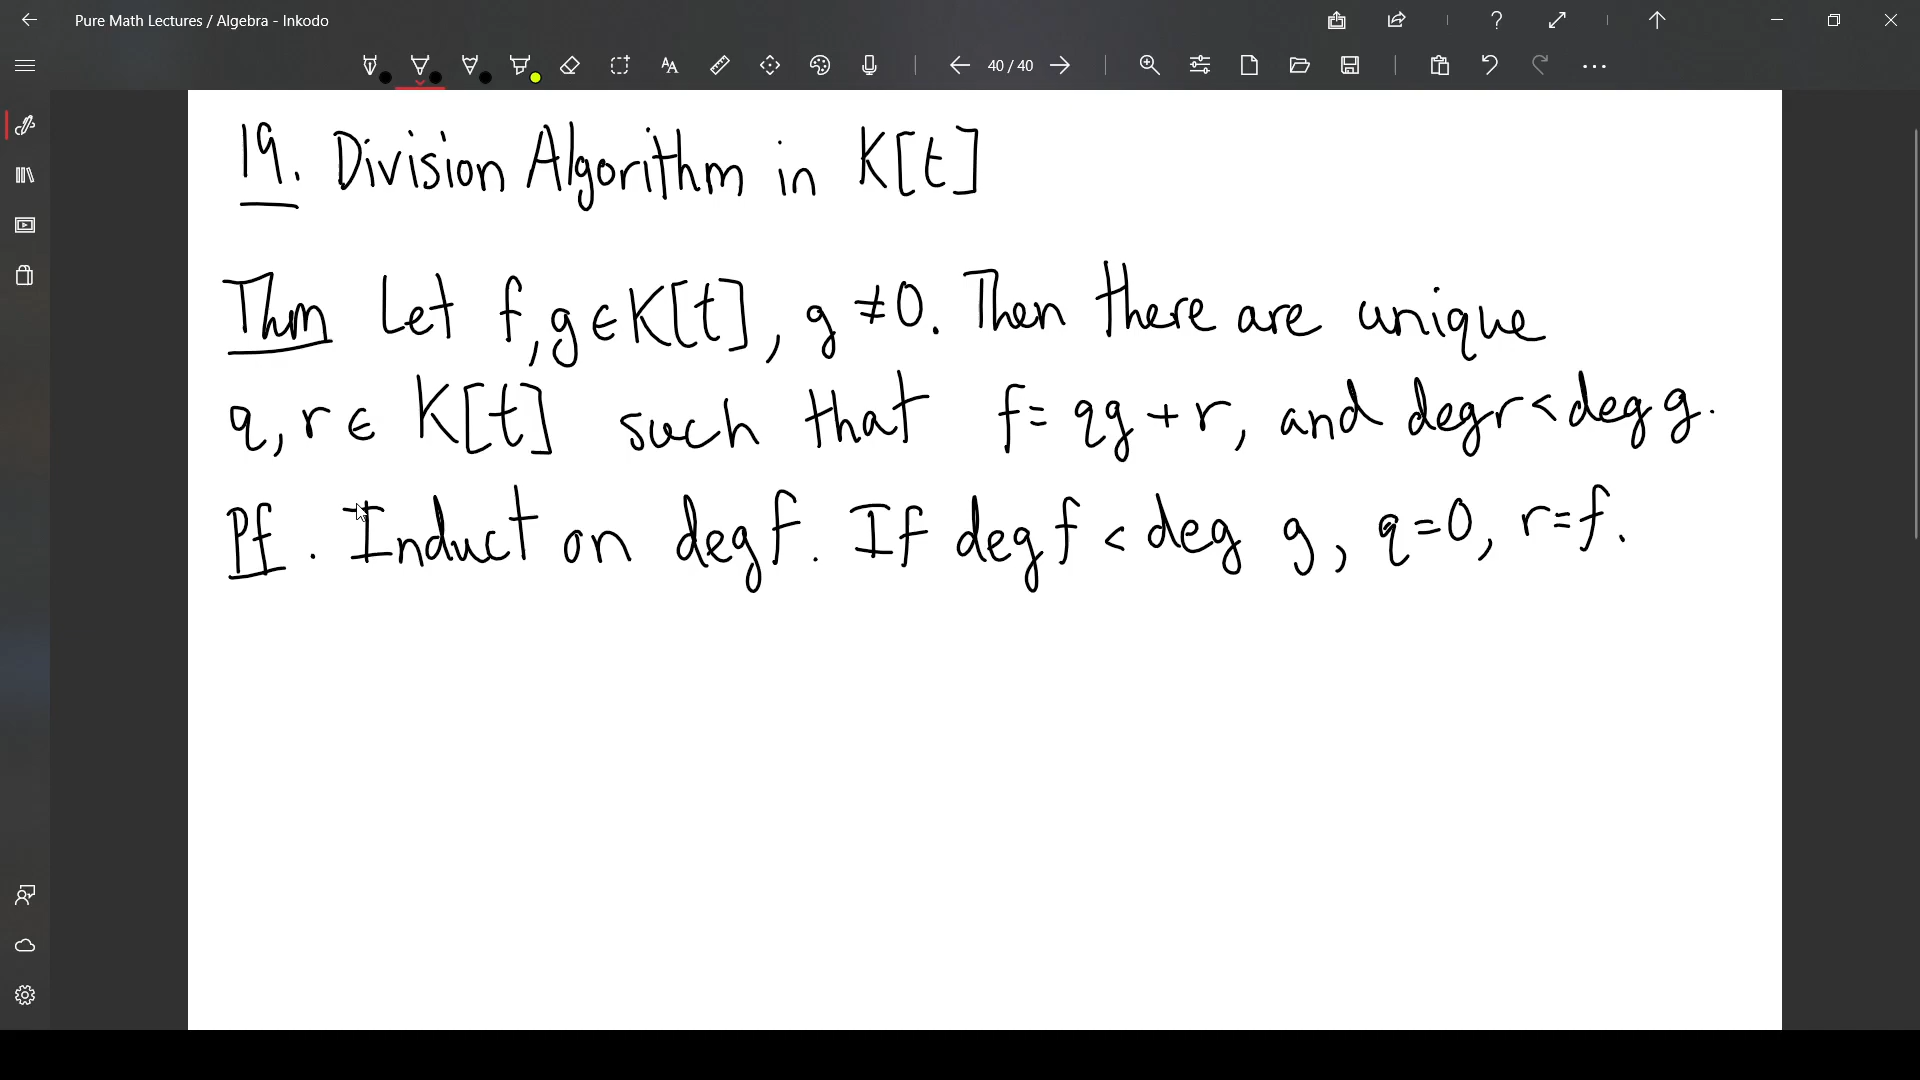 Pure Math Lectures / Algebra - Inkodo
40 / 40
19. Division Algorithm in K[t]
Thm Let f, g ∈ K[t], g ≠ 0. Then there are unique
q, r ∈ K[t] such that f = qg + r, and deg r < deg g.
Pf. Induct on deg f. If deg f < deg g, q = 0, r = f.